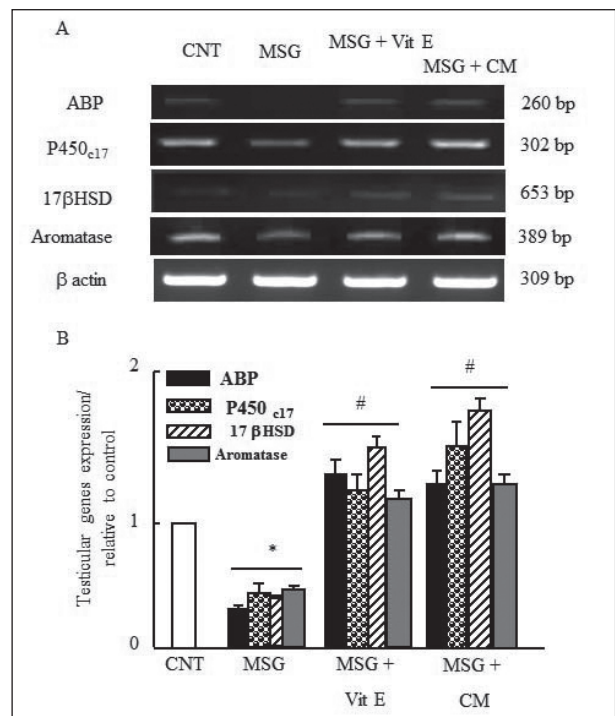 A
CNT MSG MSG + Vit E MSG + CM
ABP 260 bp
P450c17 302 bp
17βHSD 653 bp
Aromatase 389 bp
β actin 309 bp
B
Testicular genes expression/
relative to control
2
1
0
ABP
P450 c17
17 βHSD
Aromatase
*
#
#
CNT MSG MSG + MSG +
Vit E CM